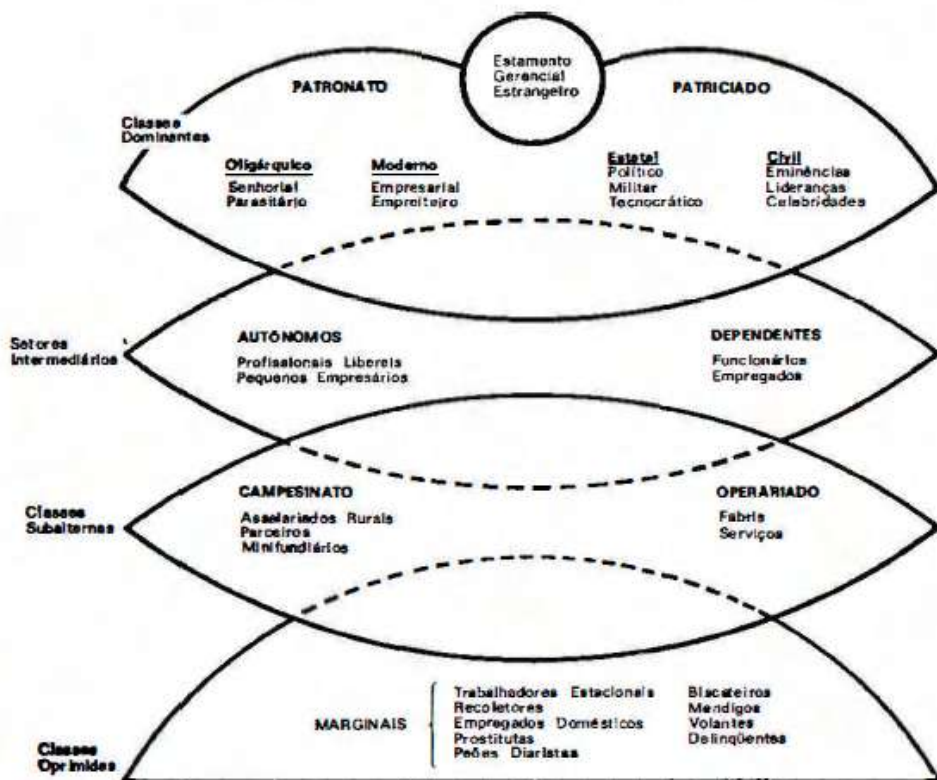 Estamento
Gerencial
Estrangeiro
PATRONATO
PATRICIADO
Classes
Dominantes
Oligárquico
Senhorial
Parasitário
Moderno
Empresarial
Empreiteiro
Estatal
Político
Militar
Tecnocrático
Civil
Eminências
Lideranças
Celebridades
Setores
Intermediários
AUTÔNOMOS
Profissionais Liberais
Pequenos Empresários
DEPENDENTES
Funcionários
Empregados
Classes
Subalternas
CAMPESINATO
Assalariados Rurais
Parceiros
Minifundiários
OPERARIADO
Fabris
Serviços
Classes
Oprimidas
MARGINAIS
Trabalhadores Estacionais
Recoletores
Empregados Domésticos
Prostitutas
Peões Diaristas
Biscateiros
Mendigos
Volantes
Delinqüentes